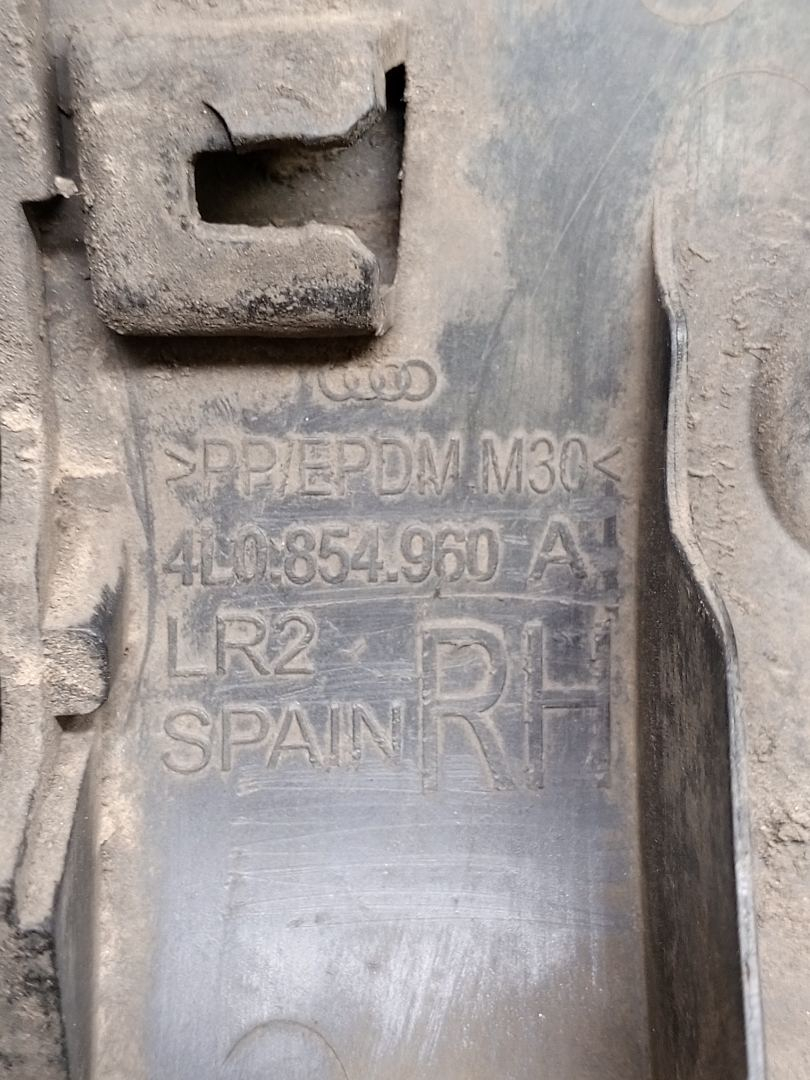 >PP/EPDM M30<
4L0.854.960 A
LR2
RH
SPAIN